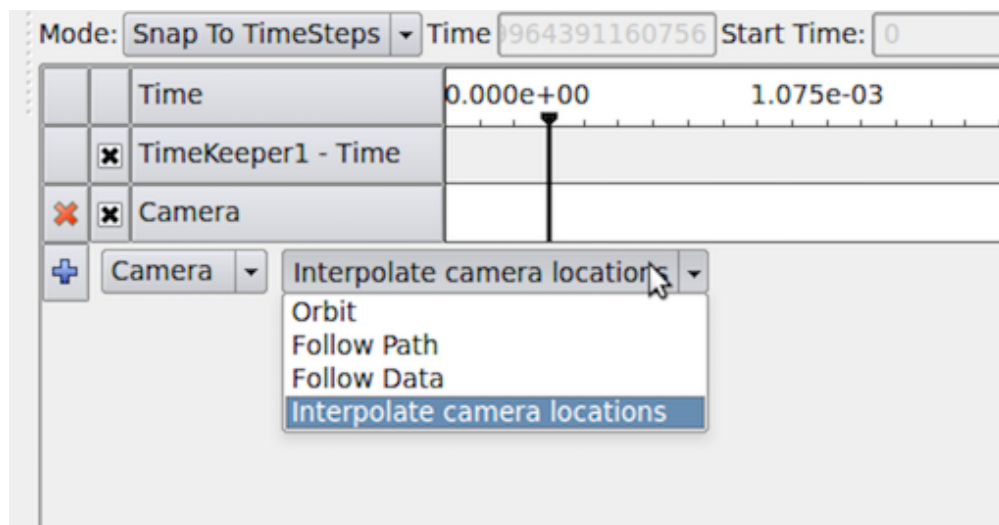 Mode: Snap To TimeSteps Time 9964391160756 Start Time: 0
Time 0.000e+00 1.075e-03
TimeKeeper1 - Time
Camera
Camera Interpolate camera locations
Orbit
Follow Path
Follow Data
Interpolate camera locations